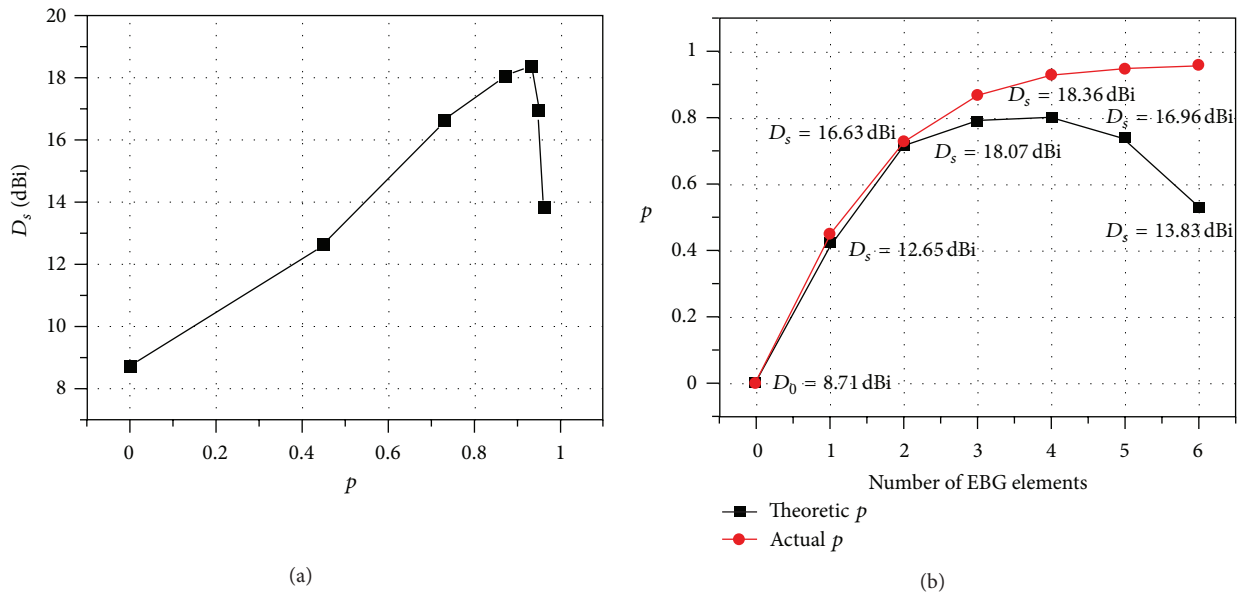 20
18
16
14
12
10
8
D_s (dBi)
0
0.2
0.4
0.6
0.8
1
p
(a)
1
0.8
0.6
0.4
0.2
0
p
D_s = 18.36 dBi
D_s = 16.96 dBi
D_s = 16.63 dBi
D_s = 18.07 dBi
D_s = 13.83 dBi
D_s = 12.65 dBi
D_0 = 8.71 dBi
0
1
2
3
4
5
6
Number of EBG elements
Theoretic p
Actual p
(b)